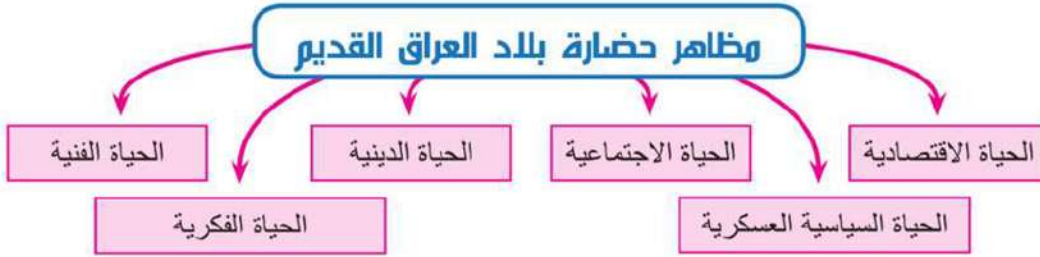 مظاهر حضارة بلاد العراق القديم
الحياة الاقتصادية
الحياة السياسية العسكرية
الحياة الاجتماعية
الحياة الدينية
الحياة الفكرية
الحياة الفنية